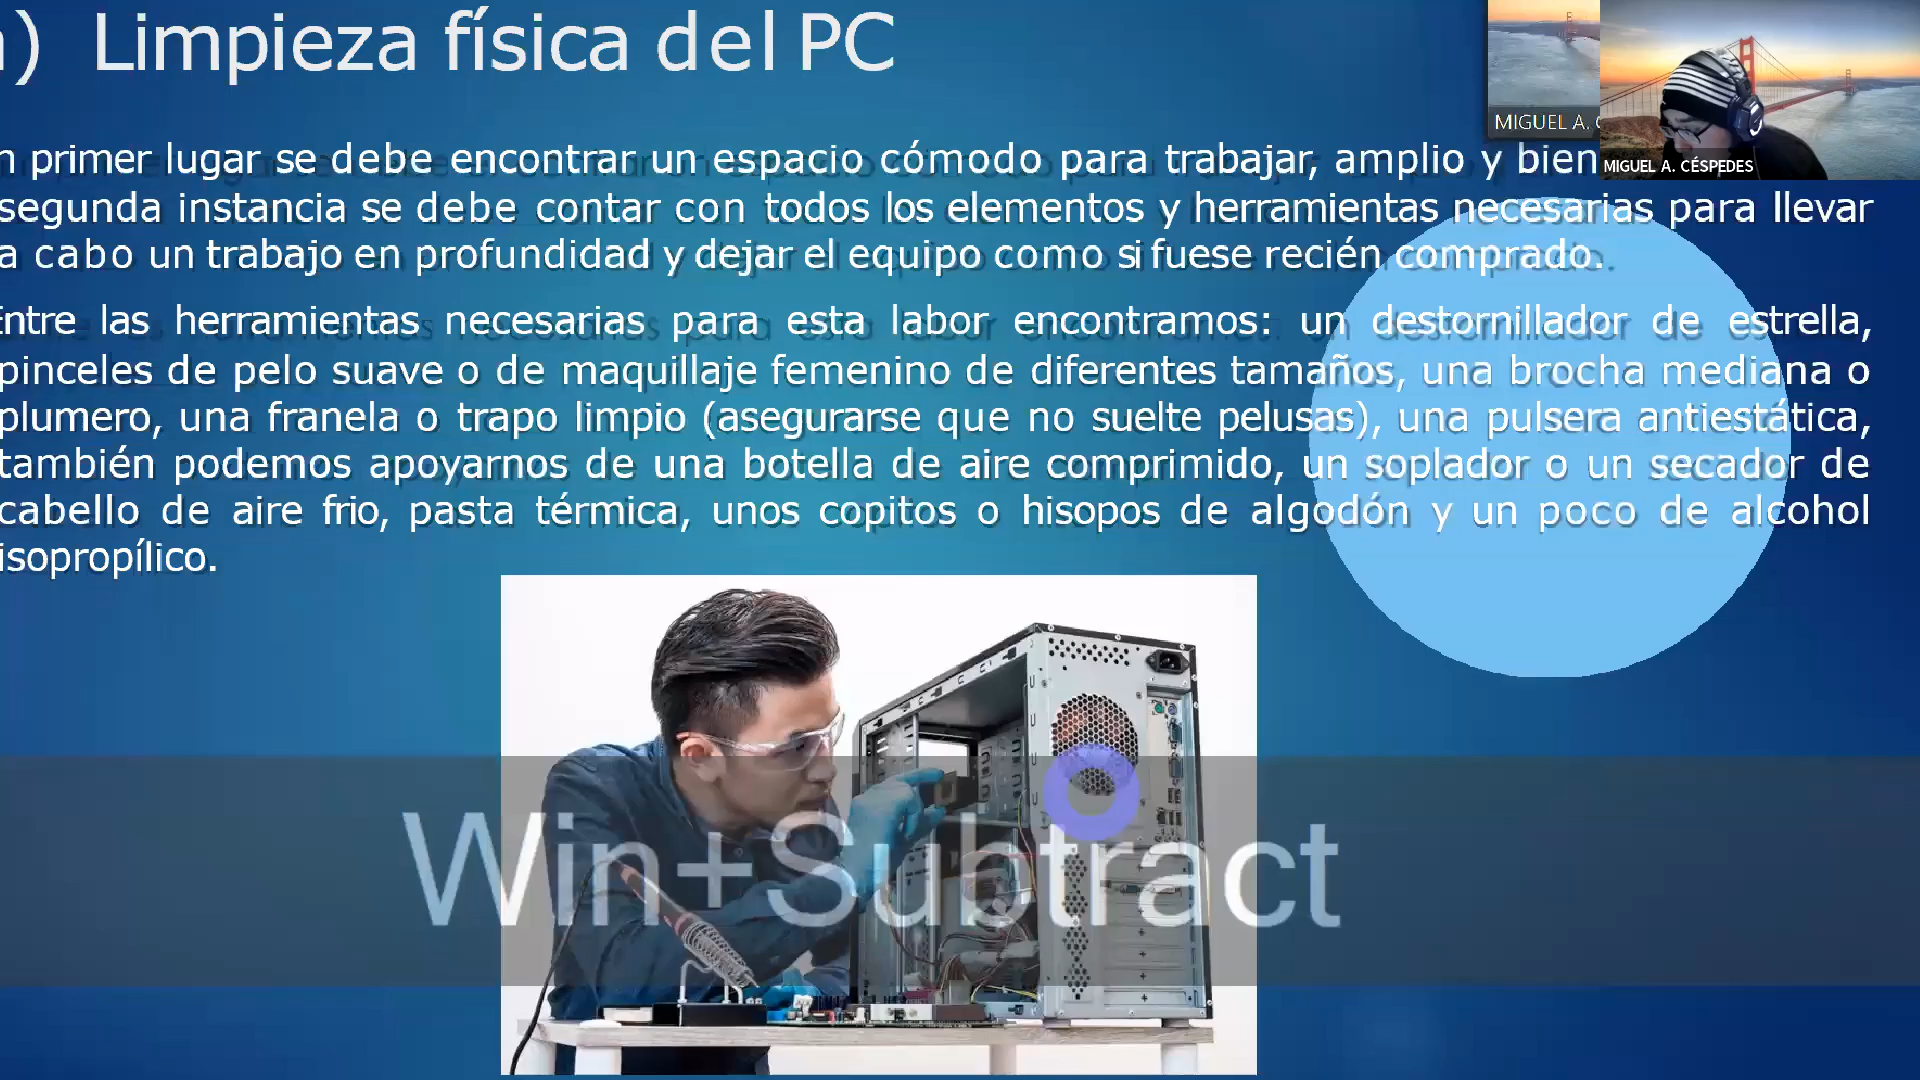 a) Limpieza física del PC
MIGUEL A. C
MIGUEL A. CÉSPEDES
n primer lugar se debe encontrar un espacio cómodo para trabajar, amplio y bien
segunda instancia se debe contar con todos los elementos y herramientas necesarias para llevar
a cabo un trabajo en profundidad y dejar el equipo como si fuese recién comprado.
Entre las herramientas necesarias para esta labor encontramos: un destornillador de estrella,
pinceles de pelo suave o de maquillaje femenino de diferentes tamaños, una brocha mediana o
plumero, una franela o trapo limpio (asegurarse que no suelte pelusas), una pulsera antiestática,
también podemos apoyarnos de una botella de aire comprimido, un soplador o un secador de
cabello de aire frio, pasta térmica, unos copitos o hisopos de algodón y un poco de alcohol
isopropílico.
Win+Subtract